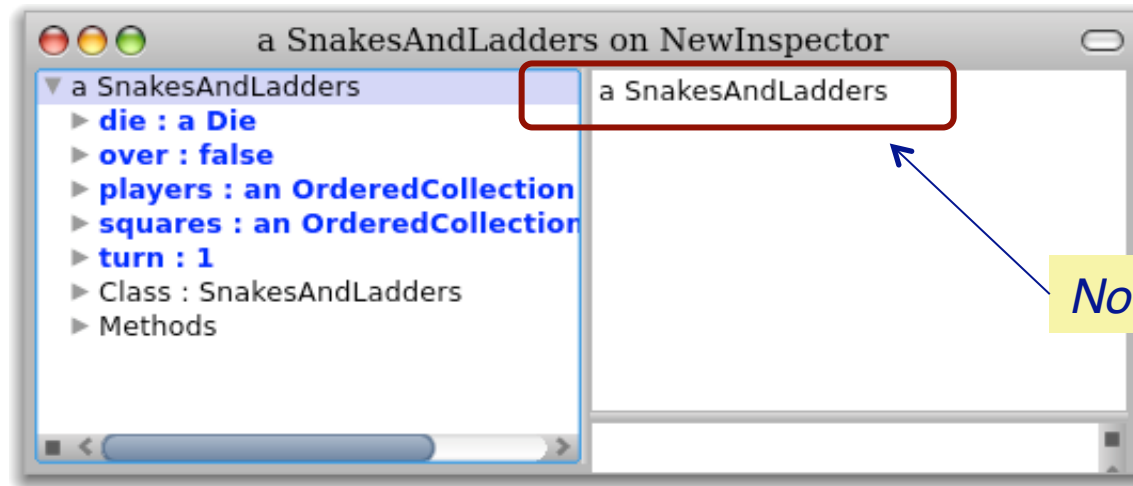 a SnakesAndLadders on NewInspector
a SnakesAndLadders
die : a Die
over : false
players : an OrderedCollection
squares : an OrderedCollection
turn : 1
Class : SnakesAndLadders
Methods
a SnakesAndLadders
No